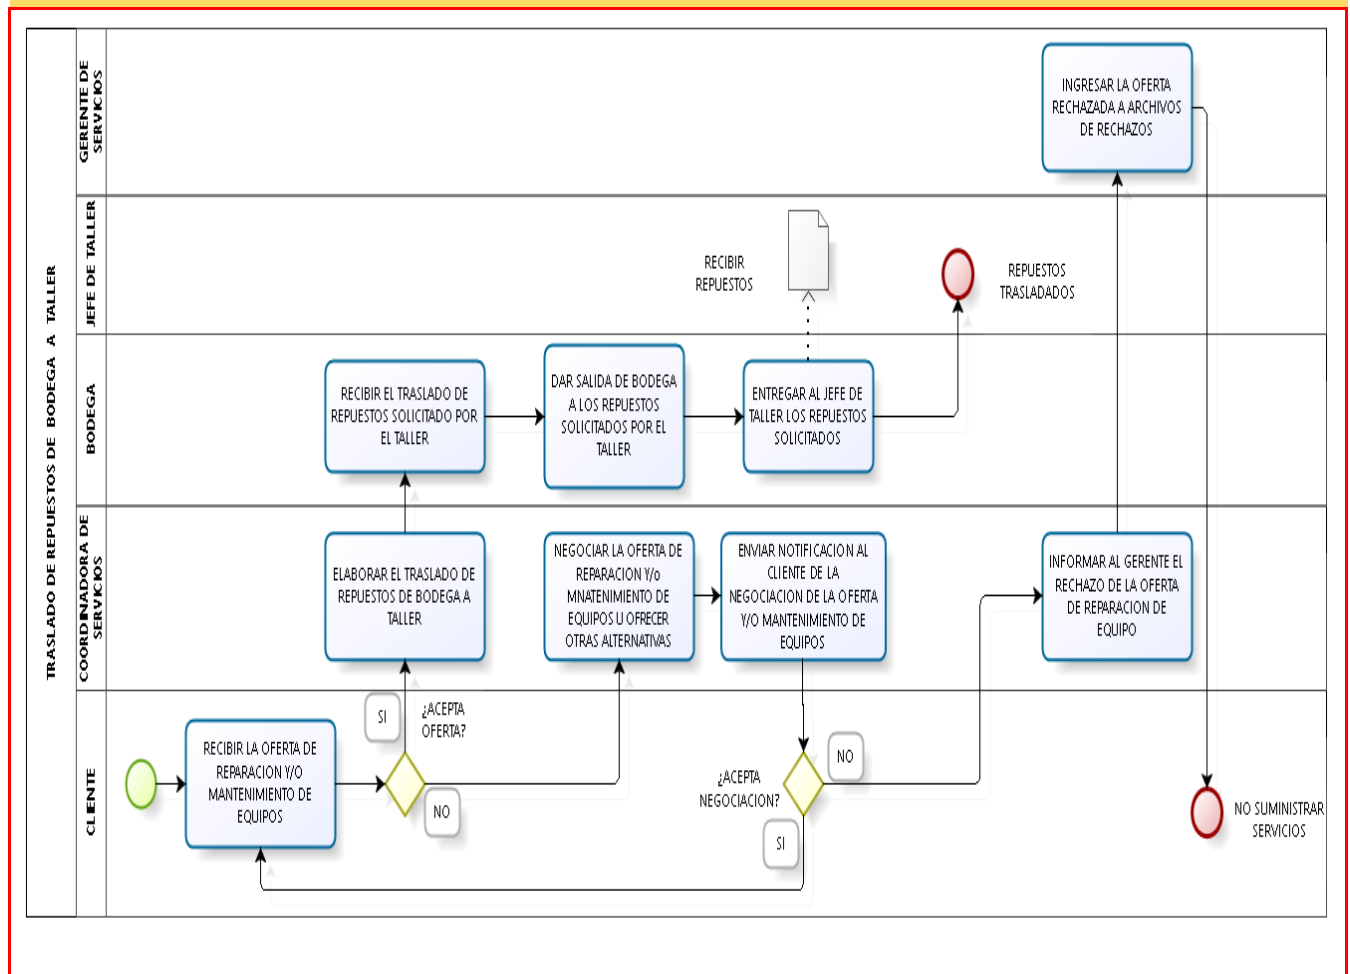 TRASLADO DE REPUESTOS DE BODEGA A TALLER
GERENTE DE
SERVICIOS
INGRESAR LA OFERTA
RECHAZADA A ARCHIVOS
DE RECHAZOS
JEFE DE TALLER
RECIBIR
REPUESTOS
REPUESTOS
TRASLADADOS
BODEGA
RECIBIR EL TRASLADO DE
REPUESTOS SOLICITADO POR
EL TALLER
DAR SALIDA DE BODEGA
A LOS REPUESTOS
SOLICITADOS POR EL
TALLER
ENTREGAR AL JEFE DE
TALLER LOS REPUESTOS
SOLICITADOS
COORDINADORA DE
SERVICIOS
ELABORAR EL TRASLADO DE
REPUESTOS DE BODEGA A
TALLER
NEGOCIAR LA OFERTA DE
REPARACION Y/o
MNATENIMIENTO DE
EQUIPOS U OFRECER
OTRAS ALTERNATIVAS
ENVIAR NOTIFICACION AL
CLIENTE DE LA
NEGOCIACION DE LA OFERTA
Y/O MANTENIMIENTO DE
EQUIPOS
INFORMAR AL GERENTE EL
RECHAZO DE LA OFERTA
DE REPARACION DE
EQUIPO
CLIENTE
RECIBIR LA OFERTA DE
REPARACION Y/O
MANTENIMIENTO DE
EQUIPOS
SI
¿ACEPTA
OFERTA?
NO
¿ACEPTA
NEGOCIACION?
NO
SI
NO SUMINISTRAR
SERVICIOS